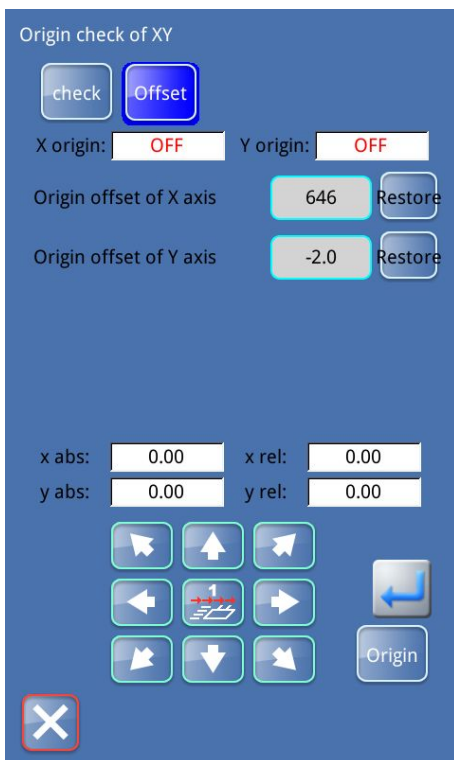 Origin check of XY
check Offset
X origin: OFF Y origin: OFF
Origin offset of X axis 646 Restore
Origin offset of Y axis -2.0 Restore
x abs: 0.00 x rel: 0.00
y abs: 0.00 y rel: 0.00
1
Origin